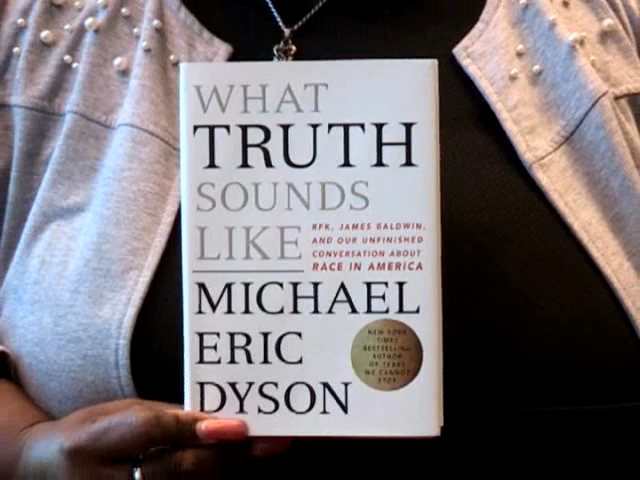 WHAT
TRUTH
SOUNDS
LIKE
RFK, JAMES BALDWIN,
AND OUR UNFINISHED
CONVERSATION ABOUT
RACE IN AMERICA
MICHAEL
ERIC
DYSON
NEW YORK
TIMES
BESTSELLING
AUTHOR
OF TEARS
WE CANNOT
STOP